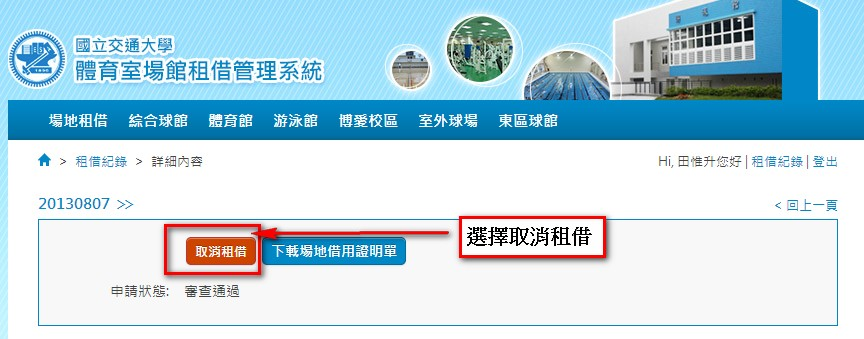 國立交通大學
體育室場館租借管理系統
場地租借 綜合球館 體育館 游泳館 博愛校區 室外球場 東區球館
> 租借紀錄 > 詳細內容
Hi, 田惟升您好 | 租借紀錄 | 登出
20130807 >>
< 回上一頁
取消租借 下載場地借用證明單
選擇取消租借
申請狀態: 審查通過